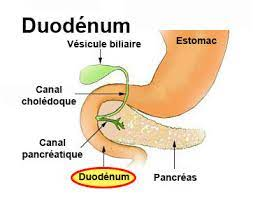 Duodénum
Vésicule biliaire
Estomac
Canal
cholédoque
Canal
pancréatique
Duodénum
Pancréas